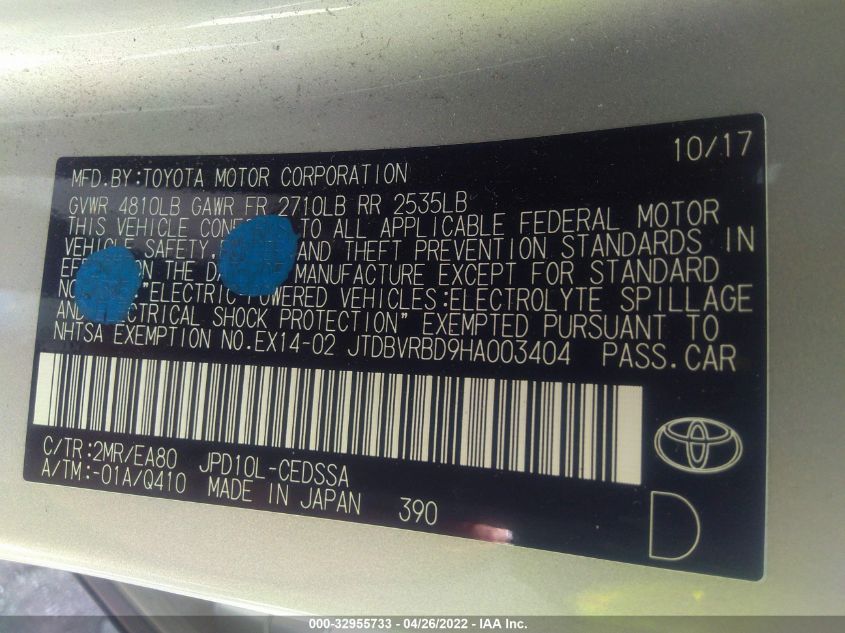 10/17
MFD.BY:TOYOTA MOTOR CORPORATION
GVWR 4810LB GAWR FR 2710LB RR 2535LB
THIS VEHICLE TO ALL APPLICABLE FEDERAL MOTOR
VEHICLE SAFETY, AND THEFT PREVENTION STANDARDS IN
ON THE MANUFACTURE EXCEPT FOR STANDARD
"ELECTRIC-POWERED VEHICLES:ELECTROLYTE SPILLAGE
AND ELECTRICAL SHOCK PROTECTION" EXEMPTED PURSUANT TO
NHTSA EXEMPTION NO.EX14-02 JTDBVRBD9HA003404 PASS.CAR
C/TR:2MR/EA80 JPD10L-CEDSSA
A/TM:-01A/Q410 MADE IN JAPAN 390
D
000 - 32955733 - 04/26/2022 - IAA Inc.